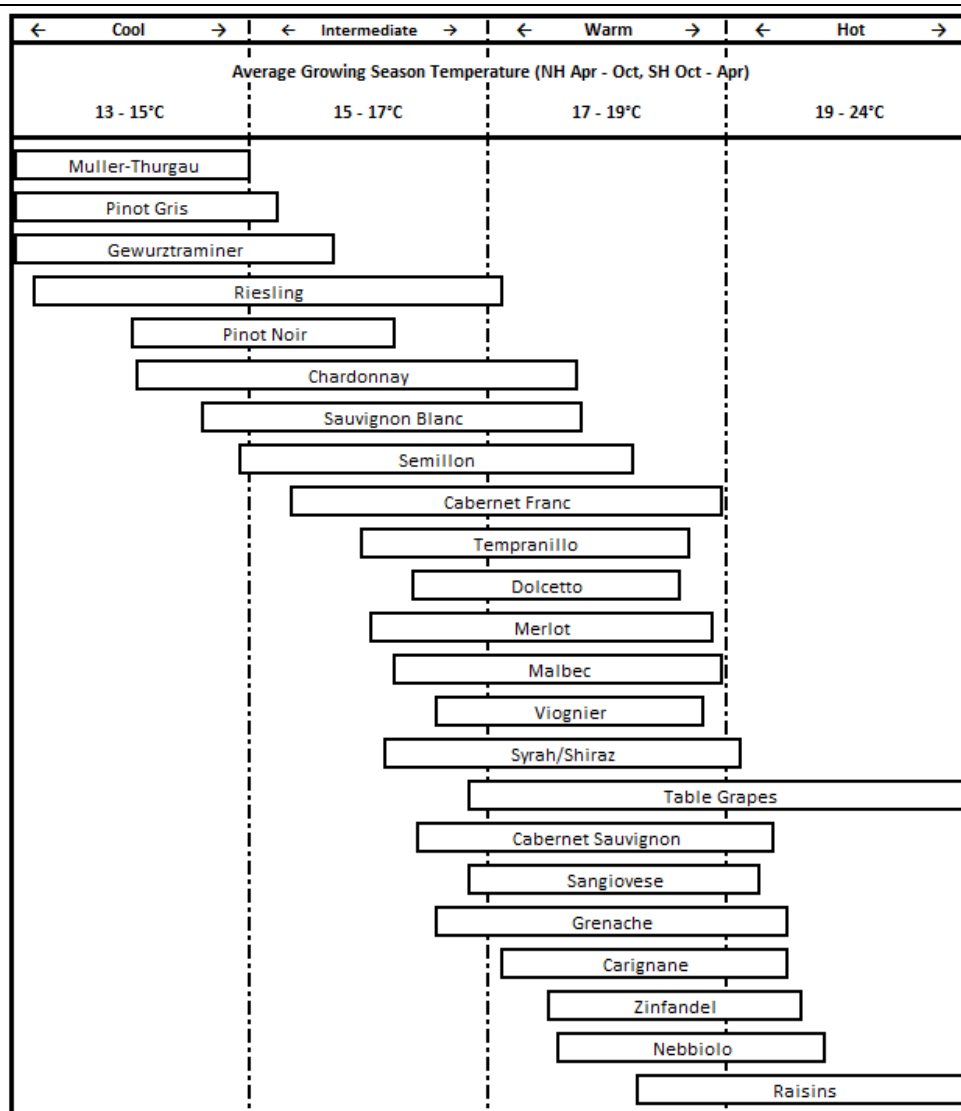 ← Cool → ← Intermediate → ← Warm → ← Hot →
Average Growing Season Temperature (NH Apr - Oct, SH Oct - Apr)
13 - 15°C 15 - 17°C 17 - 19°C 19 - 24°C
Muller-Thurgau
Pinot Gris
Gewurztraminer
Riesling
Pinot Noir
Chardonnay
Sauvignon Blanc
Semillon
Cabernet Franc
Tempranillo
Dolcetto
Merlot
Malbec
Viognier
Syrah/Shiraz
Table Grapes
Cabernet Sauvignon
Sangiovese
Grenache
Carignane
Zinfandel
Nebbiolo
Raisins